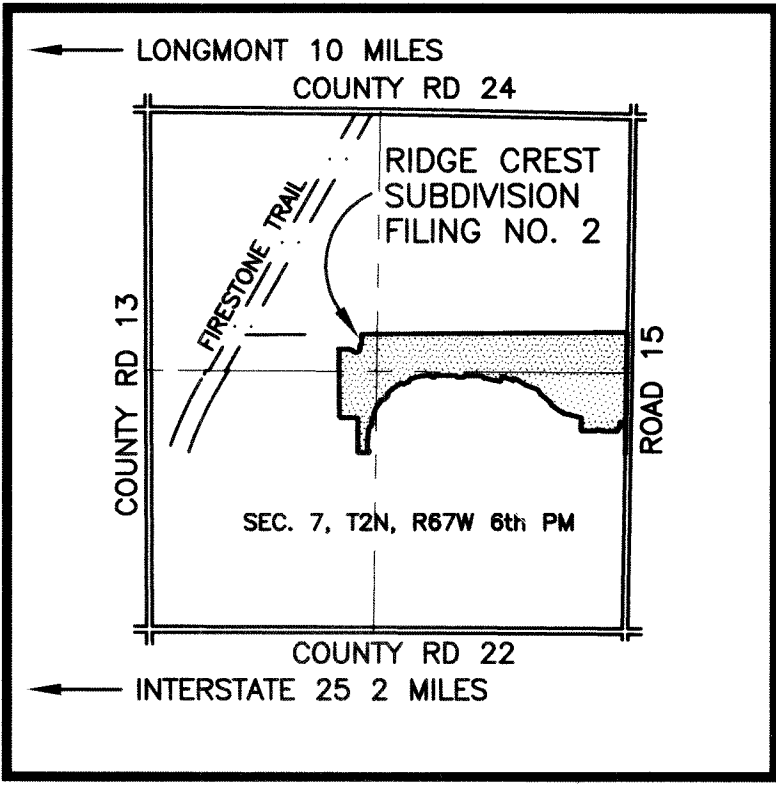 LONGMONT 10 MILES
COUNTY RD 24
RIDGE CREST
SUBDIVISION
FILING NO. 2
FIRESTONE TRAIL
COUNTY RD 13
ROAD 15
SEC. 7, T2N, R67W 6th PM
COUNTY RD 22
INTERSTATE 25 2 MILES